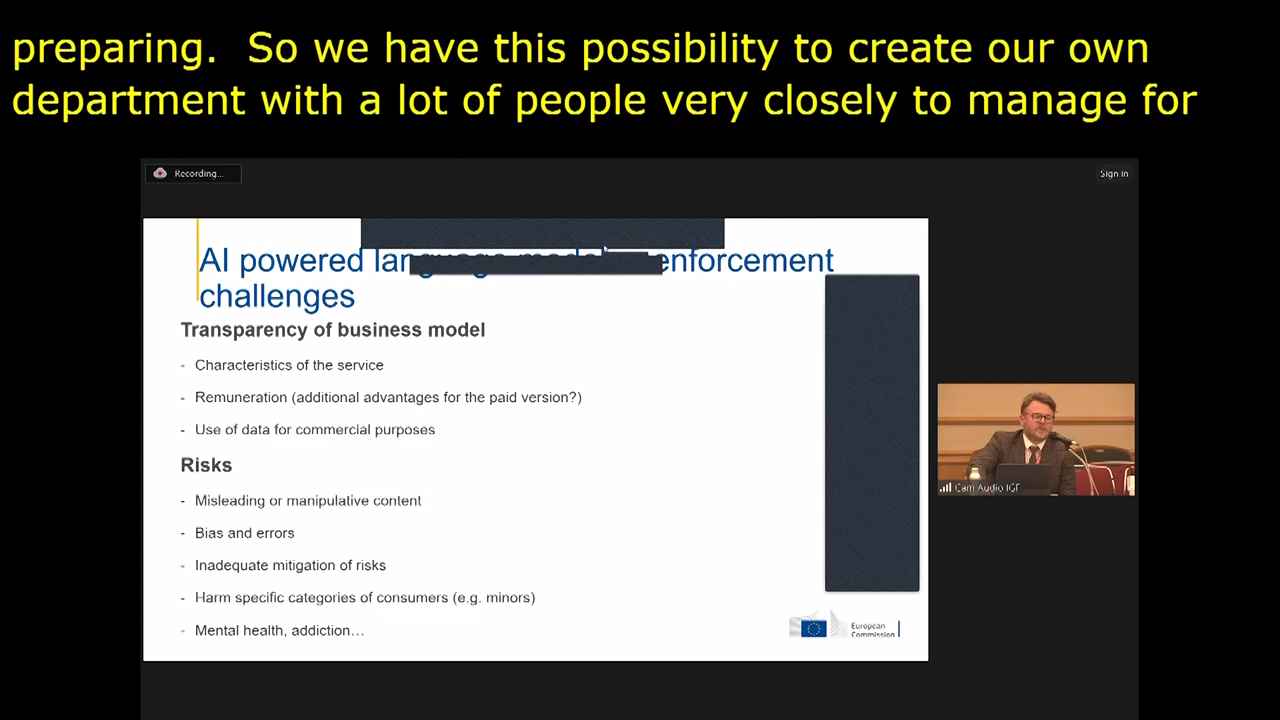 preparing.  So we have this possibility to create our own
department with a lot of people very closely to manage for
Recording...
Sign in
AI powered language enforcement
challenges
Transparency of business model
- Characteristics of the service
- Remuneration (additional advantages for the paid version?)
- Use of data for commercial purposes
Risks
- Misleading or manipulative content
- Bias and errors
- Inadequate mitigation of risks
- Harm specific categories of consumers (e.g. minors)
- Mental health, addiction…
European
Commission
Cam Audio IGF